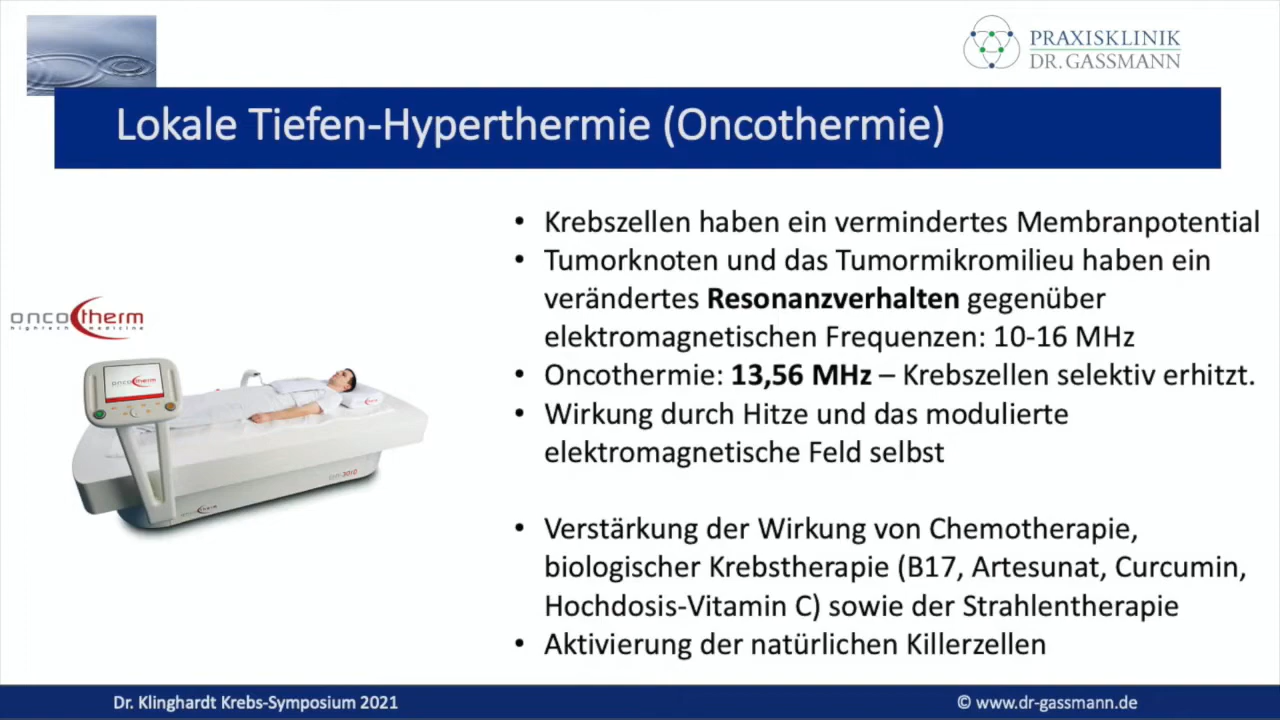 PRAXISKLINIK
DR. GASSMANN
Lokale Tiefen-Hyperthermie (Oncothermie)
• Krebszellen haben ein vermindertes Membranpotential
• Tumorknoten und das Tumormikromilieu haben ein
verändertes Resonanzverhalten gegenüber
elektromagnetischen Frequenzen: 10-16 MHz
• Oncothermie: 13,56 MHz – Krebszellen selektiv erhitzt.
• Wirkung durch Hitze und das modulierte
elektromagnetische Feld selbst
• Verstärkung der Wirkung von Chemotherapie,
biologischer Krebstherapie (B17, Artesunat, Curcumin,
Hochdosis-Vitamin C) sowie der Strahlentherapie
• Aktivierung der natürlichen Killerzellen
oncotherm
hightech medicine
oncotherm
oncotherm
Dr. Klinghardt Krebs-Symposium 2021
© www.dr-gassmann.de